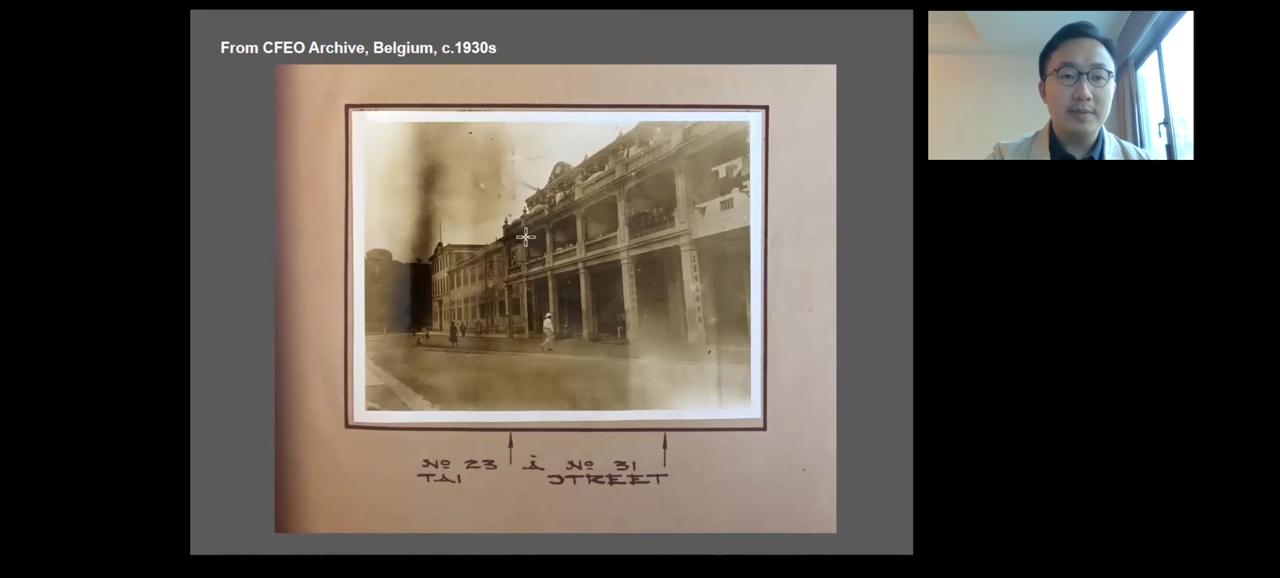 From CFEO Archive, Belgium, c.1930s
No 23 à No 31
TAI STREET